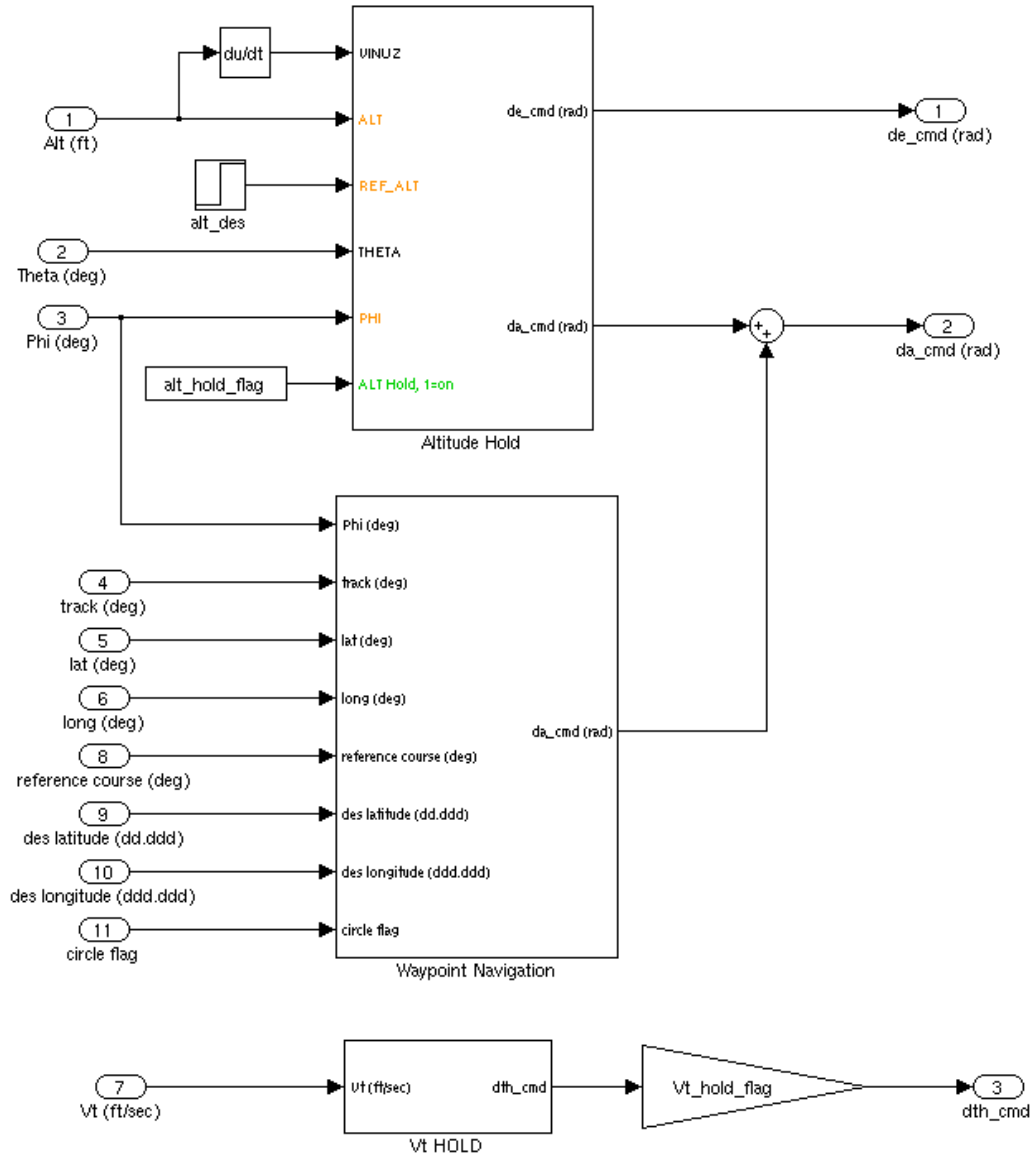 du/dt
VINUZ
1
Alt (ft)
ALT
de_cmd (rad)
1
de_cmd (rad)
REF_ALT
alt_des
2
Theta (deg)
THETA
3
Phi (deg)
PHI
da_cmd (rad)
++
2
da_cmd (rad)
alt_hold_flag
ALT Hold, 1=on
Altitude Hold
Phi (deg)
4
track (deg)
track (deg)
5
lat (deg)
lat (deg)
6
long (deg)
long (deg)
da_cmd (rad)
8
reference course (deg)
reference course (deg)
9
des latitude (dd.ddd)
des latitude (dd.ddd)
10
des longitude (ddd.ddd)
des longitude (ddd.ddd)
11
circle flag
circle flag
Waypoint Navigation
7
Vt (ft/sec)
Vt (ft/sec)
dth_cmd
Vt HOLD
Vt_hold_flag
3
dth_cmd